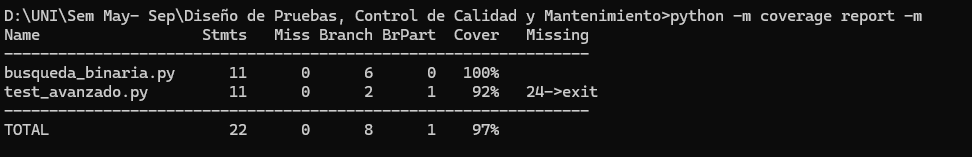 D:\UNI\Sem May- Sep\Diseño de Pruebas, Control de Calidad y Mantenimiento>python -m coverage report -m
Name                  Stmts   Miss Branch BrPart  Cover   Missing
-----------------------------------------------------------------
busqueda_binaria.py      11      0      6      0   100%
test_avanzado.py         11      0      2      1    92%   24->exit
-----------------------------------------------------------------
TOTAL                    22      0      8      1    97%